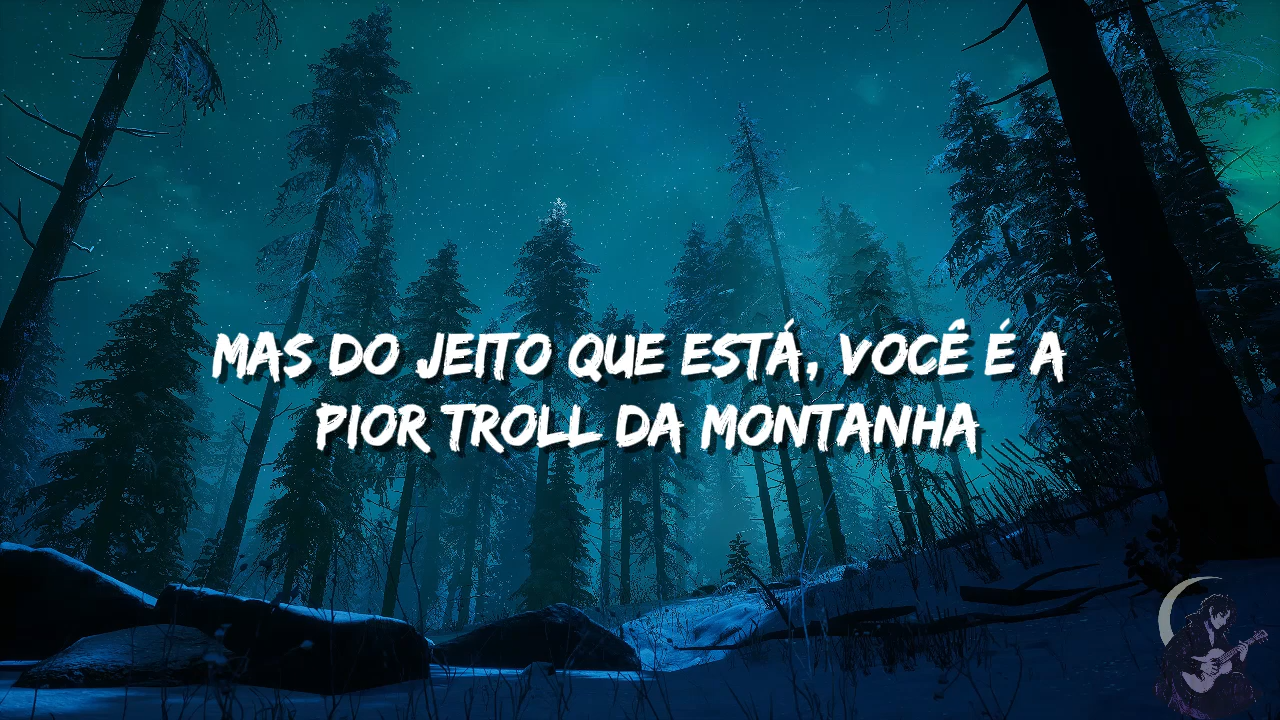 MAS DO JEITO QUE ESTÁ, VOCÊ É A
PIOR TROLL DA MONTANHA